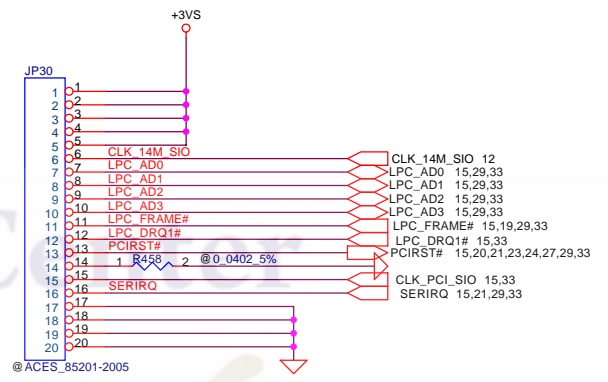 +3VS
JP30
1 1
2 2
3 3
4 4
5 5
6 6 CLK_14M_SIO CLK_14M_SIO 12
7 7 LPC_AD0 LPC_AD0 15,29,33
8 8 LPC_AD1 LPC_AD1 15,29,33
9 9 LPC_AD2 LPC_AD2 15,29,33
10 10 LPC_AD3 LPC_AD3 15,29,33
11 11 LPC_FRAME# LPC_FRAME# 15,19,29,33
12 12 LPC_DRQ1# LPC_DRQ1# 15,33
13 13 PCIRST# PCIRST# 15,20,21,23,24,27,29,33
14 14 1 R458 2 @0_0402_5%
15 15 CLK_PCI_SIO 15,33
16 16 SERIRQ SERIRQ 15,21,29,33
17 17
18 18
19 19
20 20
@ACES_85201-2005
Center